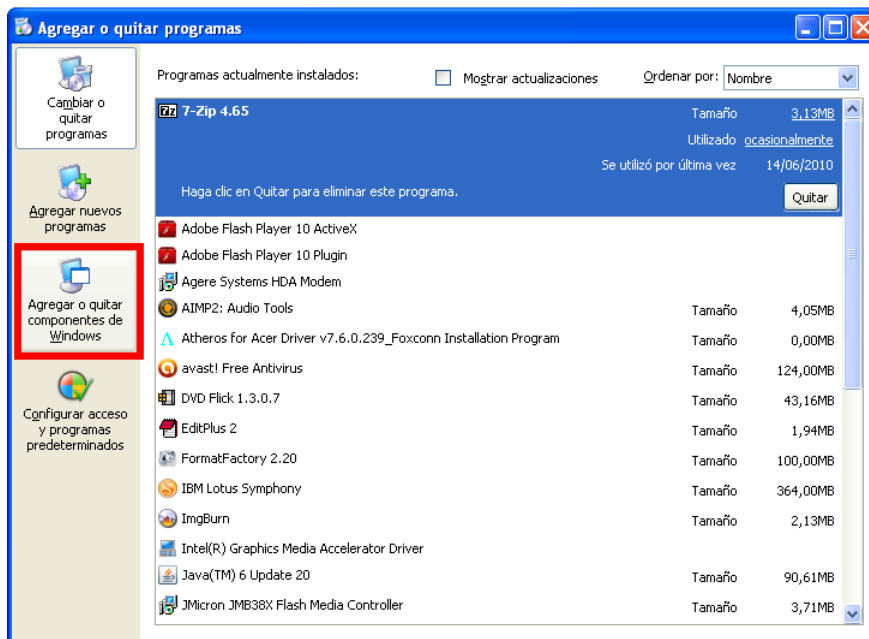 Agregar o quitar programas
Cambiar o
quitar
programas
Agregar nuevos
programas
Agregar o quitar
componentes de
Windows
Configurar acceso
y programas
predeterminados
Programas actualmente instalados:
Mostrar actualizaciones
Ordenar por: Nombre
7-Zip 4.65 Tamaño 3,13MB
Utilizado ocasionalmente
Se utilizó por última vez 14/06/2010
Haga clic en Quitar para eliminar este programa. Quitar
Adobe Flash Player 10 ActiveX
Adobe Flash Player 10 Plugin
Agere Systems HDA Modem
AIMP2: Audio Tools Tamaño 4,05MB
Atheros for Acer Driver v7.6.0.239_Foxconn Installation Program Tamaño 0,00MB
avast! Free Antivirus Tamaño 124,00MB
DVD Flick 1.3.0.7 Tamaño 43,16MB
EditPlus 2 Tamaño 1,94MB
FormatFactory 2.20 Tamaño 100,00MB
IBM Lotus Symphony Tamaño 364,00MB
ImgBurn Tamaño 2,13MB
Intel(R) Graphics Media Accelerator Driver
Java(TM) 6 Update 20 Tamaño 90,61MB
JMicron JMB38X Flash Media Controller Tamaño 3,71MB